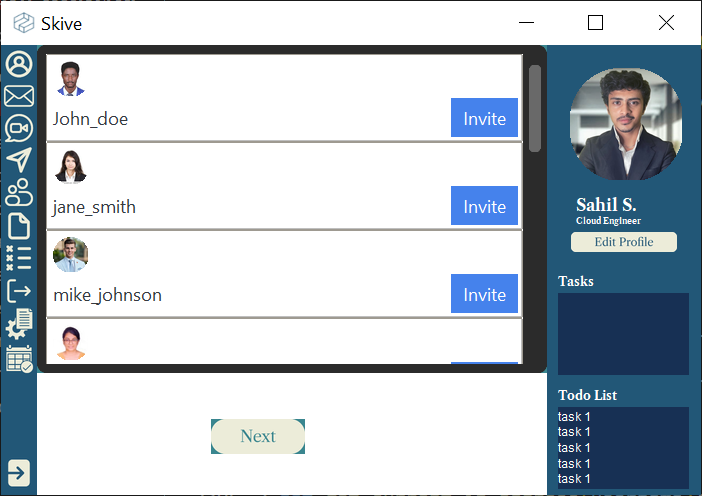 Skive
John_doe
Invite
jane_smith
Invite
mike_johnson
Invite
Next
Sahil S.
Cloud Engineer
Edit Profile
Tasks
Todo List
task 1
task 1
task 1
task 1
task 1